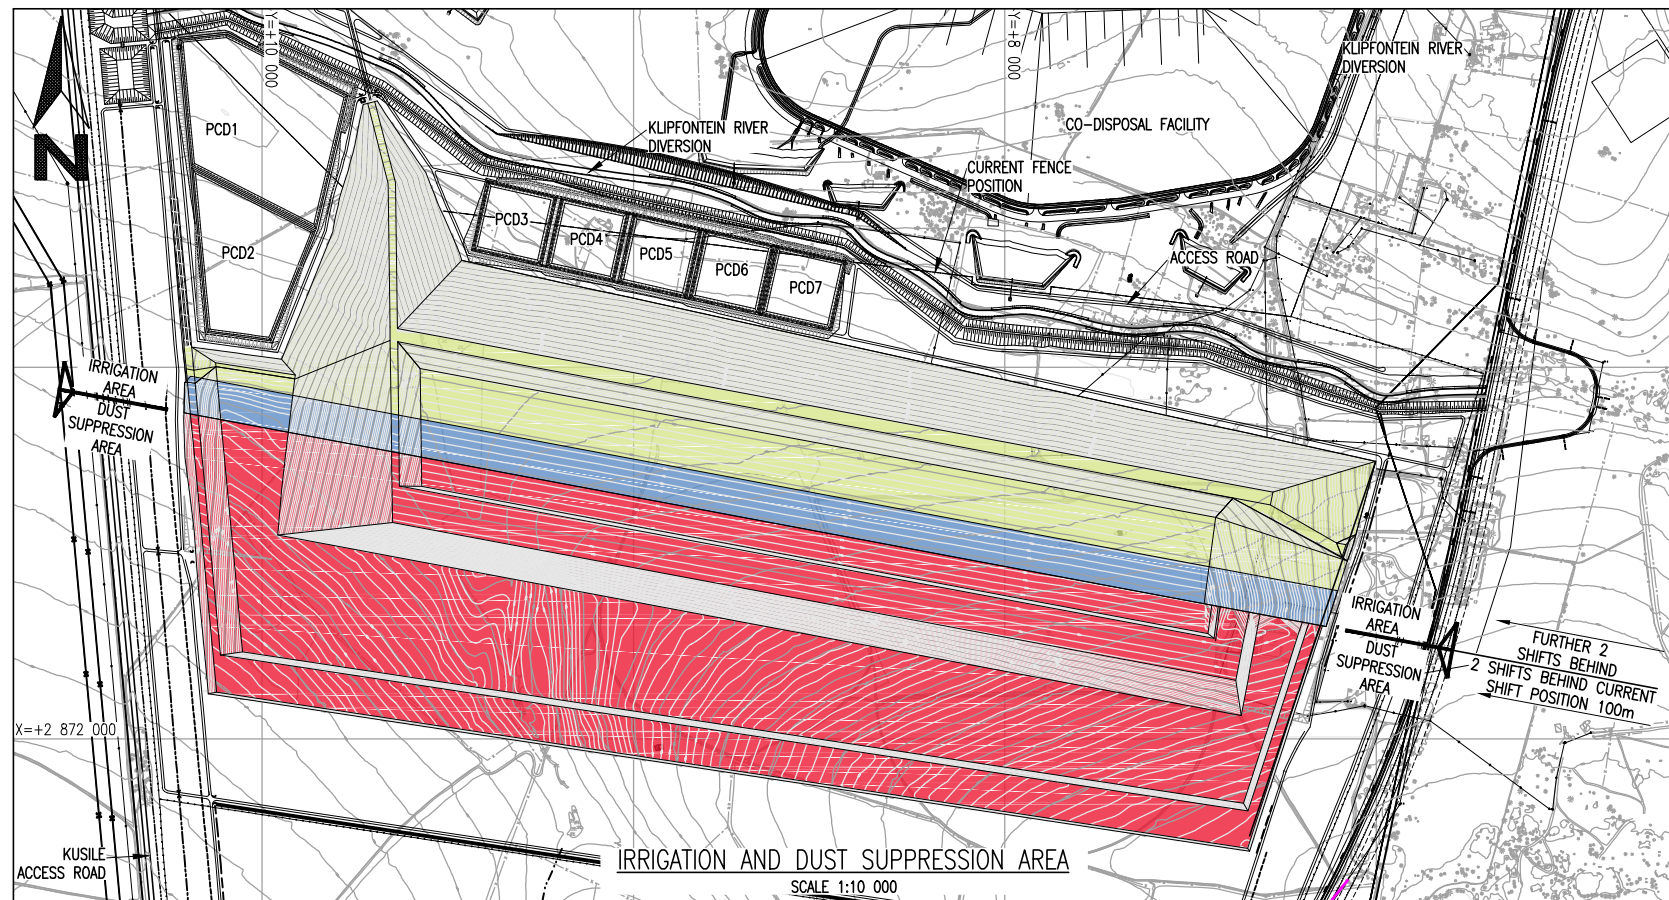 Y=+10 000
Y=+8 000
KLIPFONTEIN RIVER
DIVERSION
PCD1
KLIPFONTEIN RIVER
DIVERSION
CO-DISPOSAL FACILITY
CURRENT FENCE
POSITION
N
PCD2
PCD3
PCD4
PCD5
PCD6
PCD7
ACCESS ROAD
IRRIGATION
AREA
DUST
SUPPRESSION
AREA
IRRIGATION
AREA
DUST
SUPPRESSION
AREA
FURTHER 2
SHIFTS BEHIND
2 SHIFTS BEHIND CURRENT
SHIFT POSITION 100m
X=+2 872 000
KUSILE
ACCESS ROAD
IRRIGATION AND DUST SUPPRESSION AREA
SCALE 1:10 000